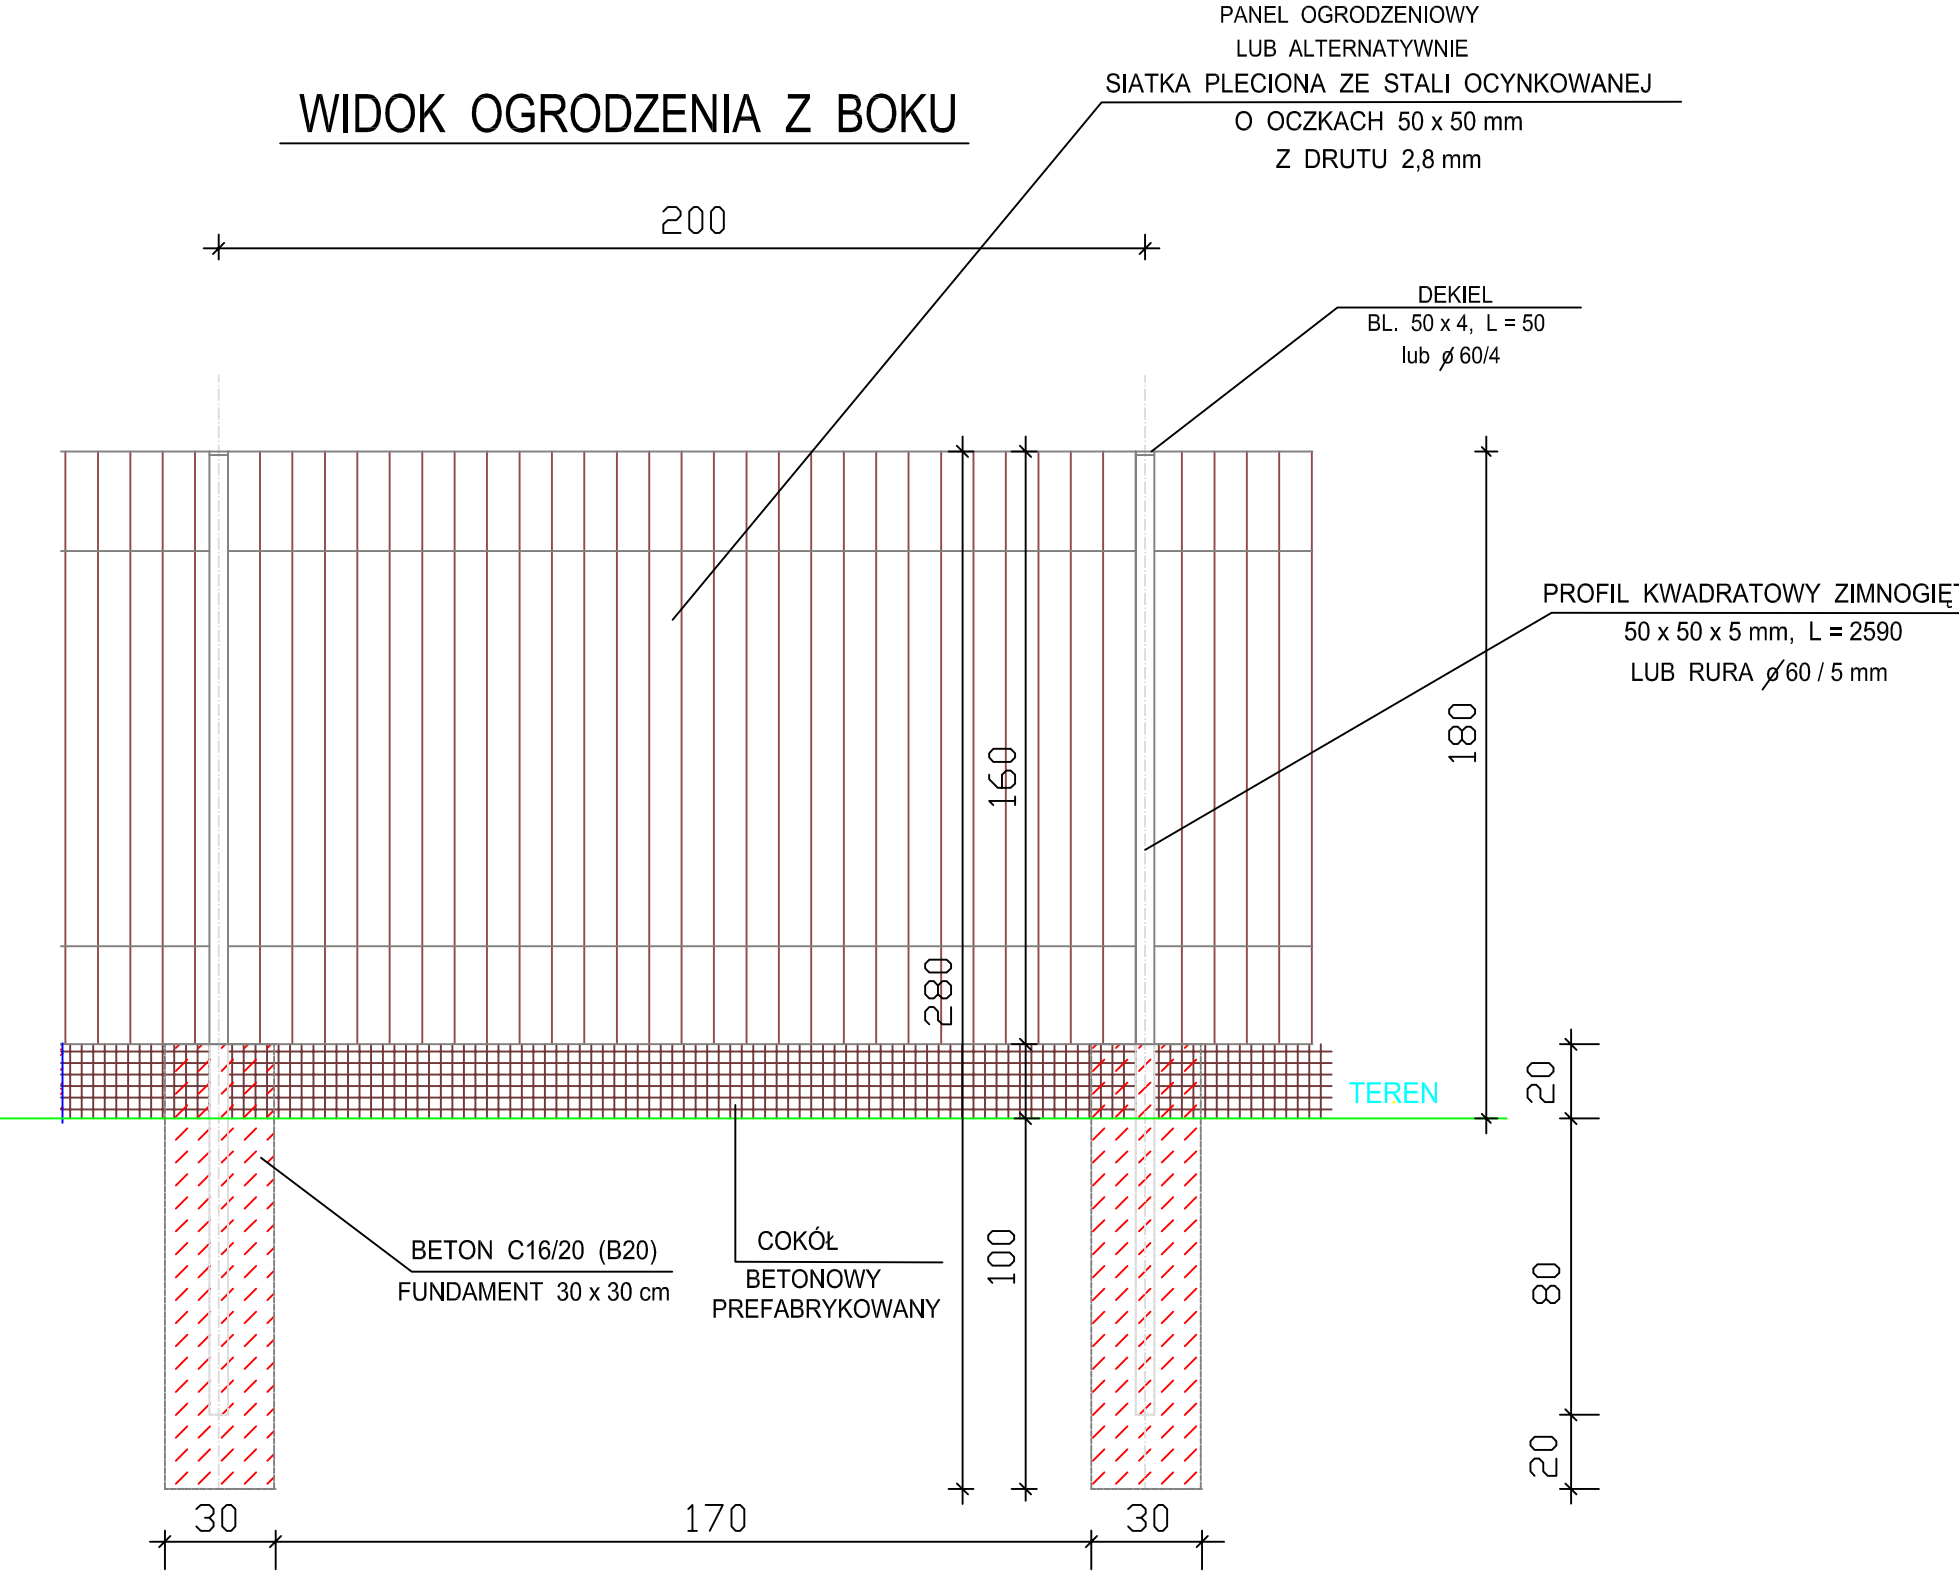 PANEL OGRODZENIOWY
LUB ALTERNATYWNIE
SIATKA PLECIONA ZE STALI OCYNKOWANEJ
O OCZKACH 50 x 50 mm
Z DRUTU 2,8 mm
WIDOK OGRODZENIA Z BOKU
200
DEKIEL
BL. 50 x 4, L = 50
lub ø 60/4
PROFIL KWADRATOWY ZIMNOGIĘT
50 x 50 x 5 mm, L = 2590
LUB RURA ø 60 / 5 mm
180
160
280
20
TEREN
BETON C16/20 (B20)
FUNDAMENT 30 x 30 cm
COKÓŁ
BETONOWY
PREFABRYKOWANY
100
80
20
30
170
30